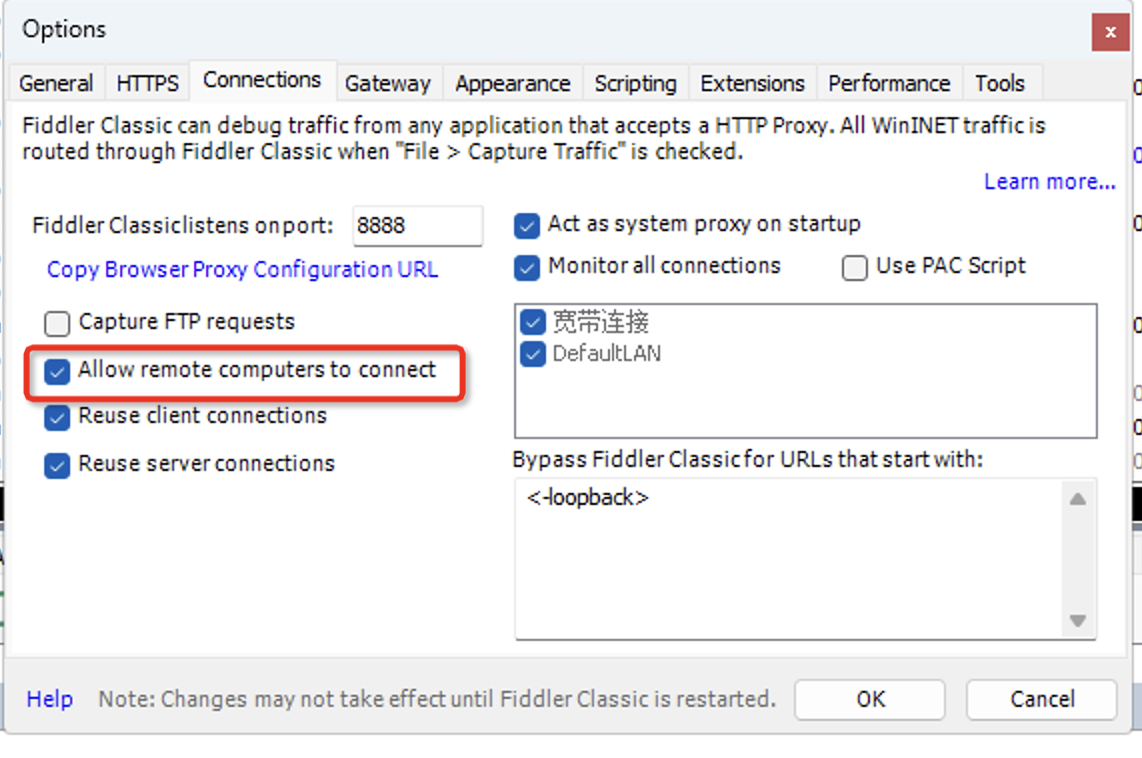 Options
x
General HTTPS Connections Gateway Appearance Scripting Extensions Performance Tools
Fiddler Classic can debug traffic from any application that accepts a HTTP Proxy. All WinINET traffic is
routed through Fiddler Classic when "File > Capture Traffic" is checked.
Learn more...
Fiddler Classic listens on port: 8888
Copy Browser Proxy Configuration URL
Capture FTP requests
Allow remote computers to connect
Reuse client connections
Reuse server connections
Act as system proxy on startup
Monitor all connections Use PAC Script
宽带连接
DefaultLAN
Bypass Fiddler Classic for URLs that start with:
<-loopback>
Help Note: Changes may not take effect until Fiddler Classic is restarted. OK Cancel